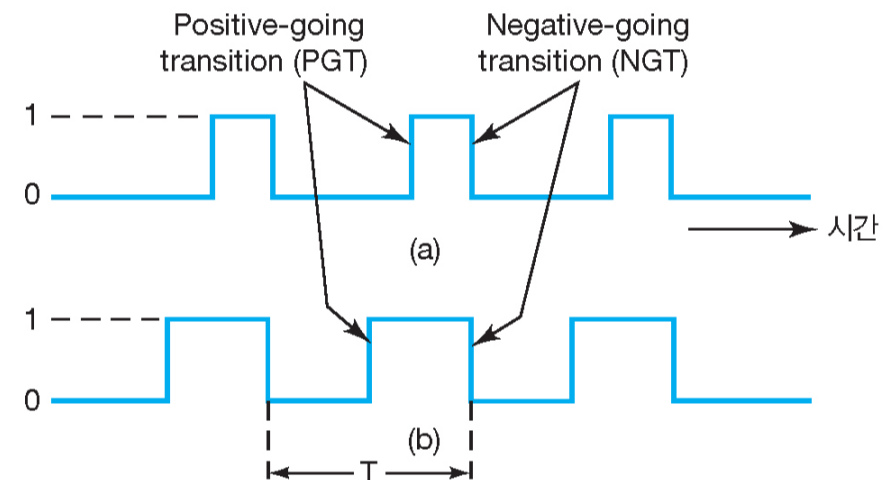 Positive-going
transition (PGT)
Negative-going
transition (NGT)
1
0
시간
(a)
1
0
(b)
T